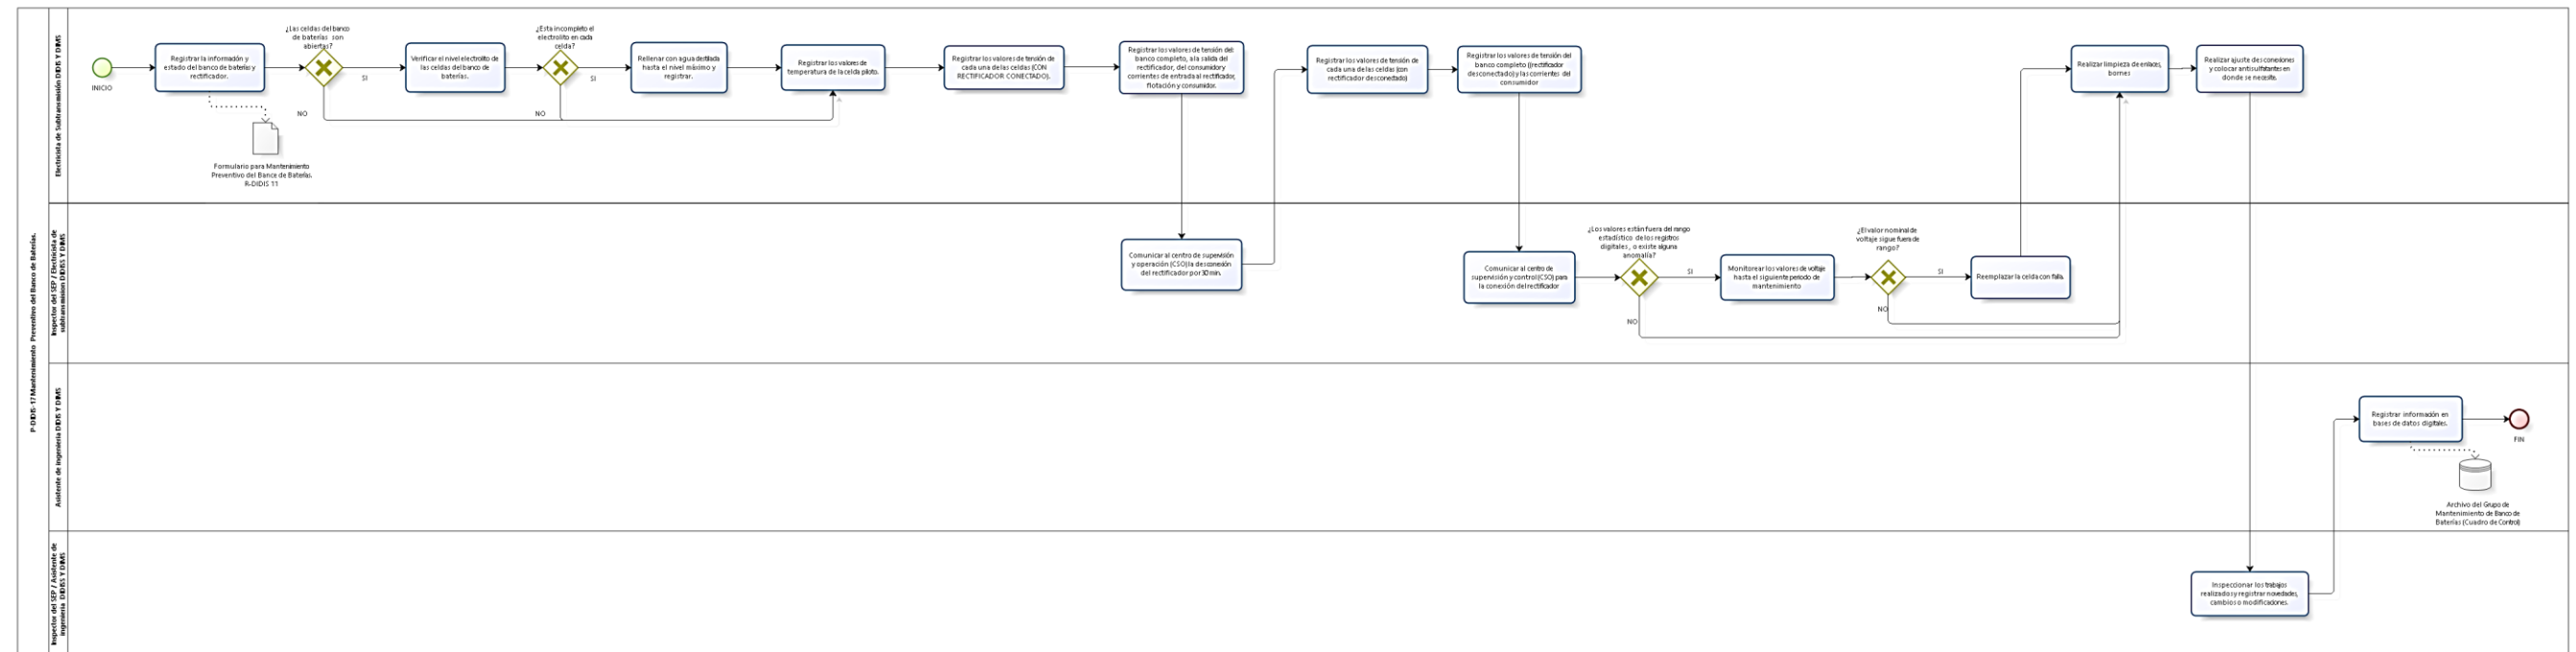 P-DIDIS-17 Mantenimiento Preventivo del Banco de Baterías.
Electricista de Subtransmisión DIDIS Y DIMS
INICIO
Registrar la información y
estado del banco de baterías y
rectificador.
Formulario para Mantenimiento
Preventivo del Banco de Baterías.
R-DIDIS 11
¿Las celdas del banco
de baterías son
abiertas?
SI
NO
Verificar el nivel electrolito de
las celdas del banco de
baterías.
¿Esta incompleto el
electrolito en cada
celda?
SI
NO
Rellenar con agua destilada
hasta el nivel máximo y
registrar.
Registrar los valores de
temperatura de la celda piloto.
Registrar los valores de tensión de
cada una de las celdas (CON
RECTIFICADOR CONECTADO).
Registrar los valores de tensión del:
banco completo, a la salida del
rectificador, del consumidor y
corrientes de entrada al rectificador,
flotación y consumidor.
Registrar los valores de tensión de
cada una de las celdas (con
rectificador desconectado)
Registrar los valores de tensión del
banco completo ((rectificador
desconectado) y las corrientes del
consumidor
Realizar limpieza de enlaces,
bornes
Realizar ajuste de conexiones
y colocar antisulfatantes en
donde se necesite.
Inspector del SEP / Electricista de
subtransmision DIDISS Y DIMS
Comunicar al centro de supervisión
y operación (CSO) la desconexión
del rectificador por 30 min.
Comunicar al centro de
supervisión y control (CSO) para
la conexión del rectificador
¿Los valores están fuera del rango
estadístico de los registros
digitales, o existe alguna
anomalía?
SI
NO
Monitorear los valores de voltaje
hasta el siguiente periodo de
mantenimiento
¿El valor nominal de
voltaje sigue fuera de
rango?
SI
NO
Reemplazar la celda con falla.
Asistente de ingeniería DIDIS Y DIMS
Registrar información en
bases de datos digitales.
FIN
Archivo del Grupo de
Mantenimiento de Banco de
Baterías (Cuadro de Control)
Inspector del SEP / Asistente de
ingeniería DIDISS Y DIMS
Inspeccionar los trabajos
realizados y registrar novedades,
cambios o modificaciones.